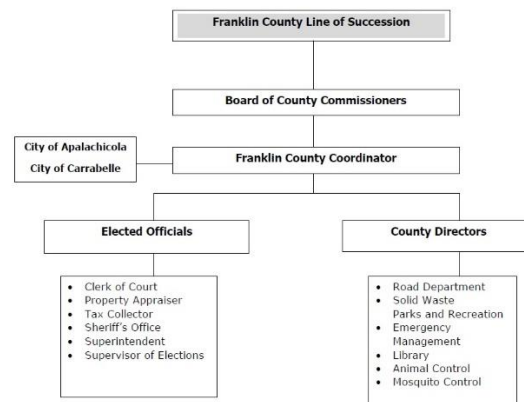 Franklin County Line of Succession
Board of County Commissioners
City of Apalachicola
City of Carrabelle
Franklin County Coordinator
Elected Officials
• Clerk of Court
• Property Appraiser
• Tax Collector
• Sheriff's Office
• Superintendent
• Supervisor of Elections
County Directors
• Road Department
• Solid Waste
Parks and Recreation
• Emergency
Management
• Library
• Animal Control
• Mosquito Control